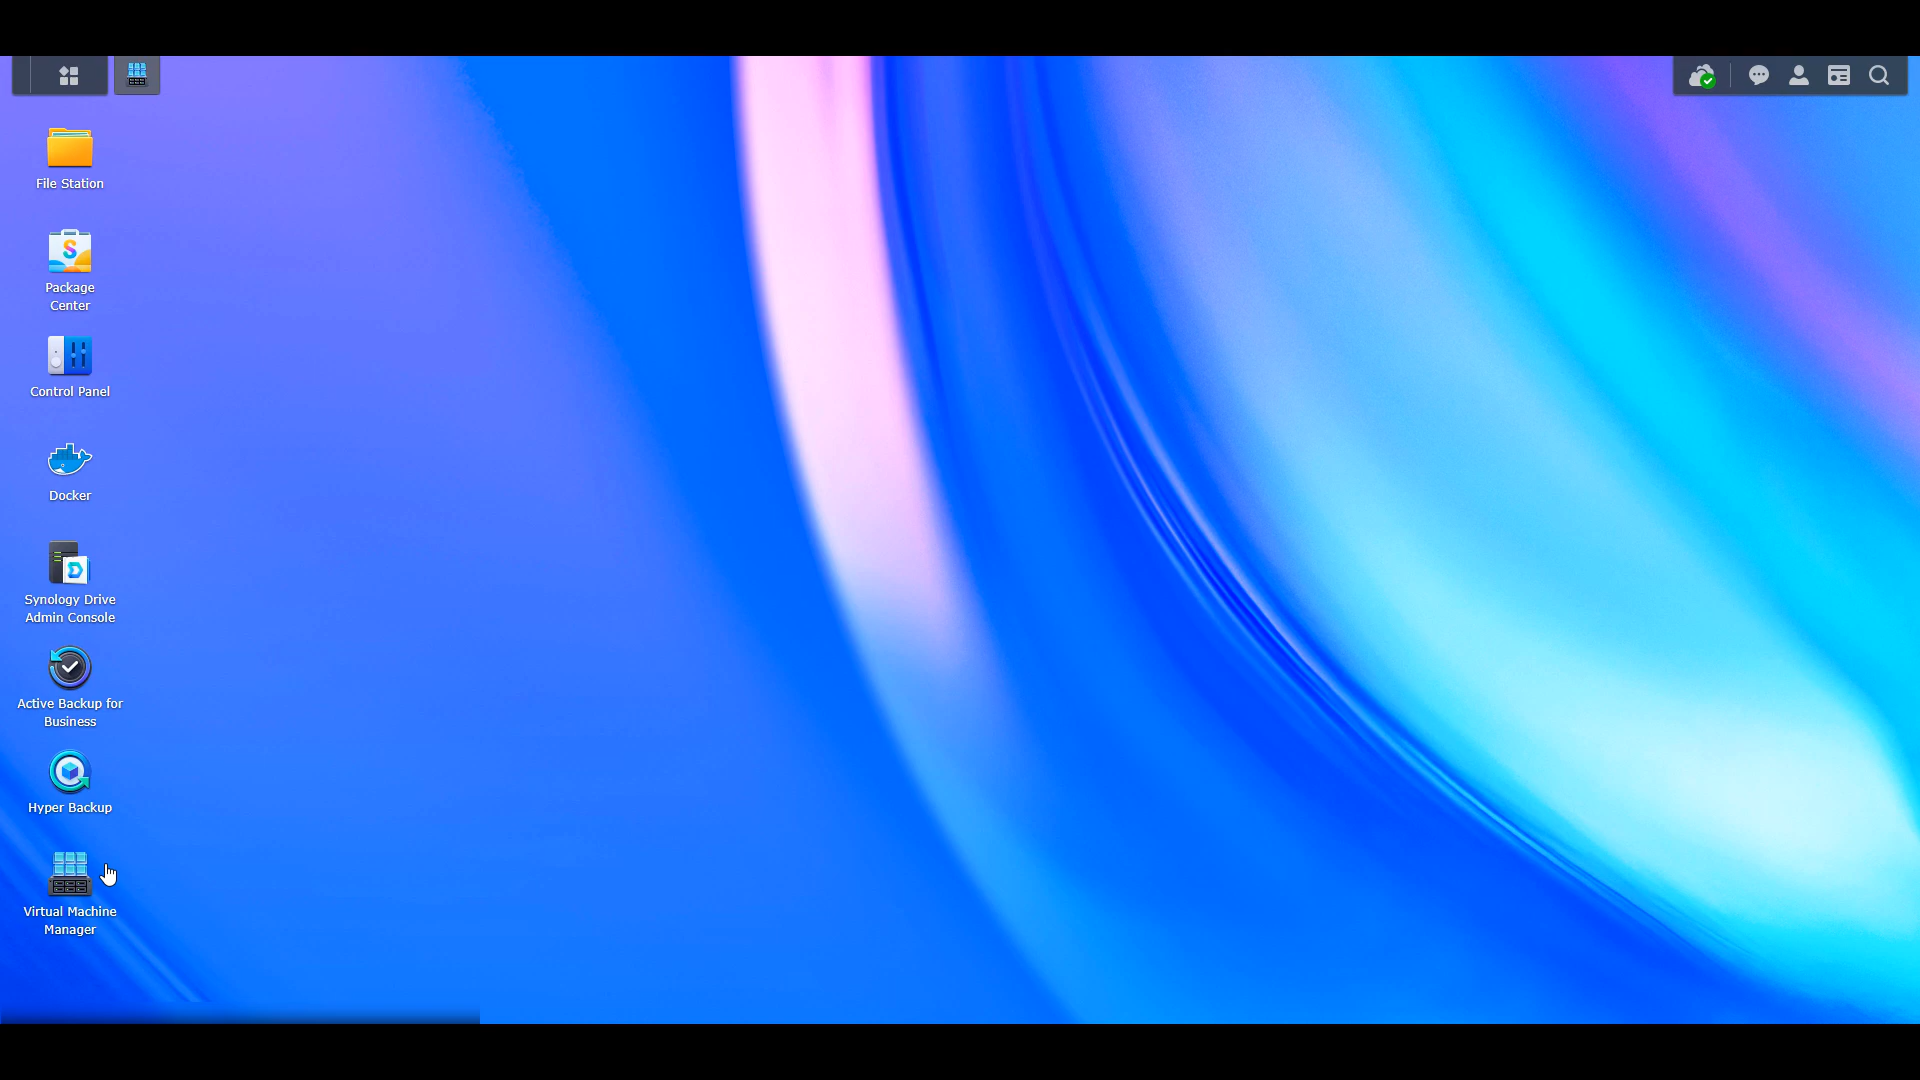 File Station
Package
Center
Control Panel
Docker
Synology Drive
Admin Console
Active Backup for
Business
Hyper Backup
Virtual Machine
Manager